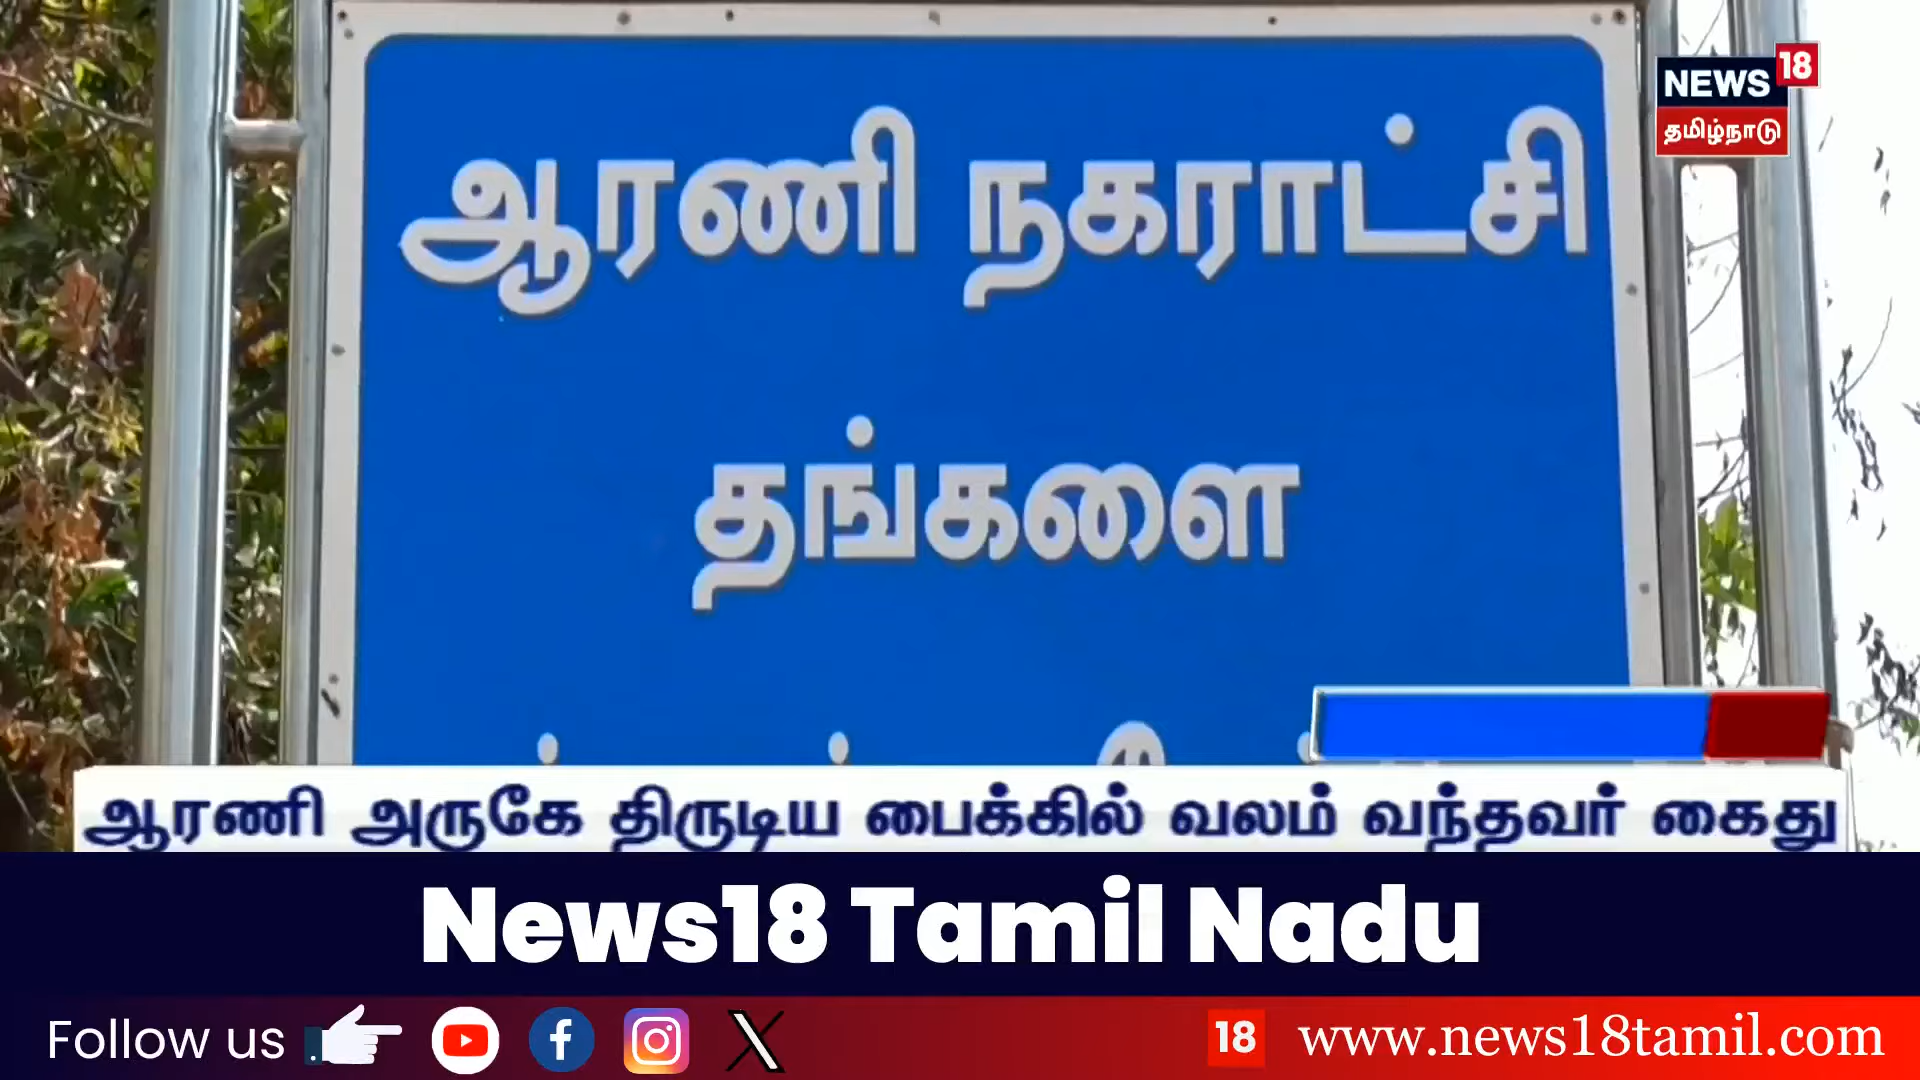 ஆரணி நகராட்சி
NEWS 18
தமிழ்நாடு
தங்களை
ஆரணி அருகே திருடிய பைக்கில் வலம் வந்தவர் கைது
News18 Tamil Nadu
Follow us
18 www.news18tamil.com